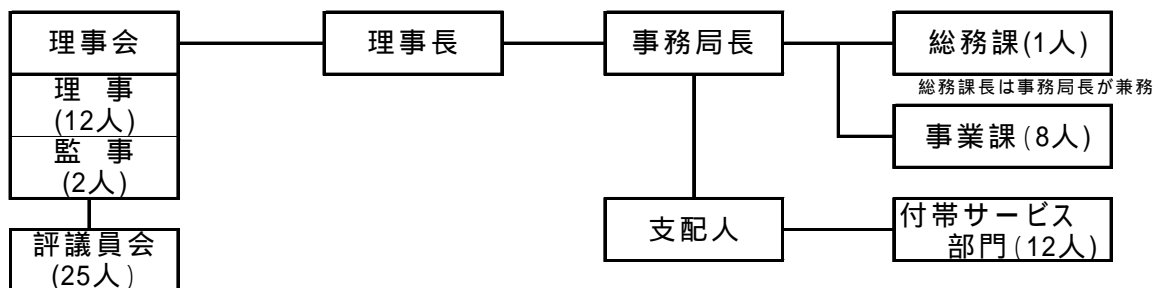 理事会
理事長
事務局長
総務課(1人)
総務課長は事務局長が兼務
理　事
(12人)
監　事
(2人)
事業課(8人)
評議員会
(25人)
支配人
付帯サービス
部門(12人)